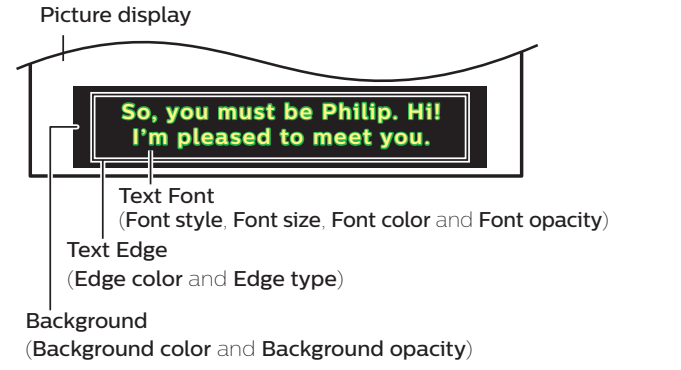 Picture display
So, you must be Philip. Hi!
I'm pleased to meet you.
Text Font
(Font style, Font size, Font color and Font opacity)
Text Edge
(Edge color and Edge type)
Background
(Background color and Background opacity)